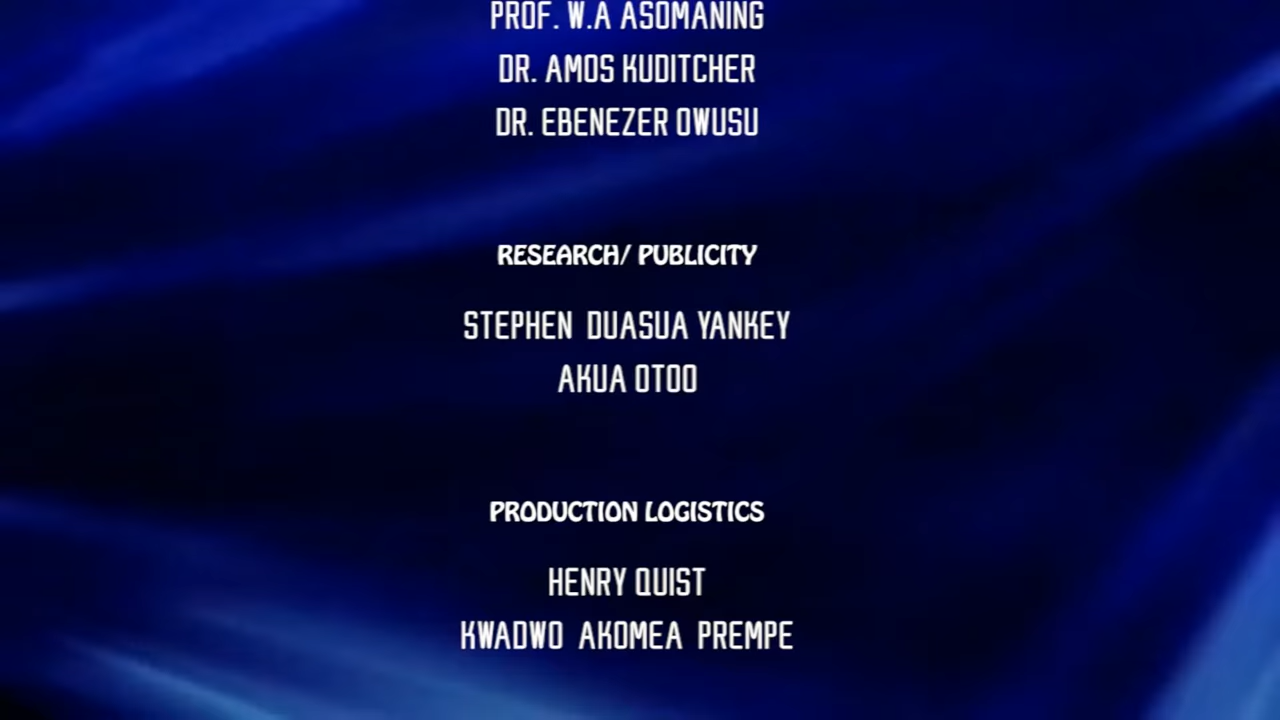 PROF. W.A ASOMANING
DR. AMOS KUDITCHER
DR. EBENEZER OWUSU
RESEARCH/ PUBLICITY
STEPHEN DUASUA YANKEY
AKUA OTOO
PRODUCTION LOGISTICS
HENRY QUIST
KWADWO AKOMEA PREMPE